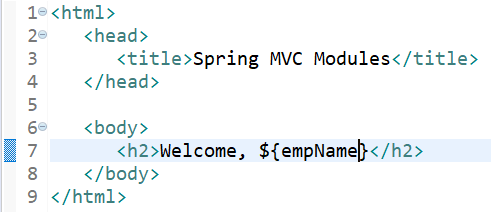 1 <html>
2 <head>
3 <title>Spring MVC Modules</title>
4 </head>
5
6 <body>
7 <h2>Welcome, ${empName}</h2>
8 </body>
9 </html>